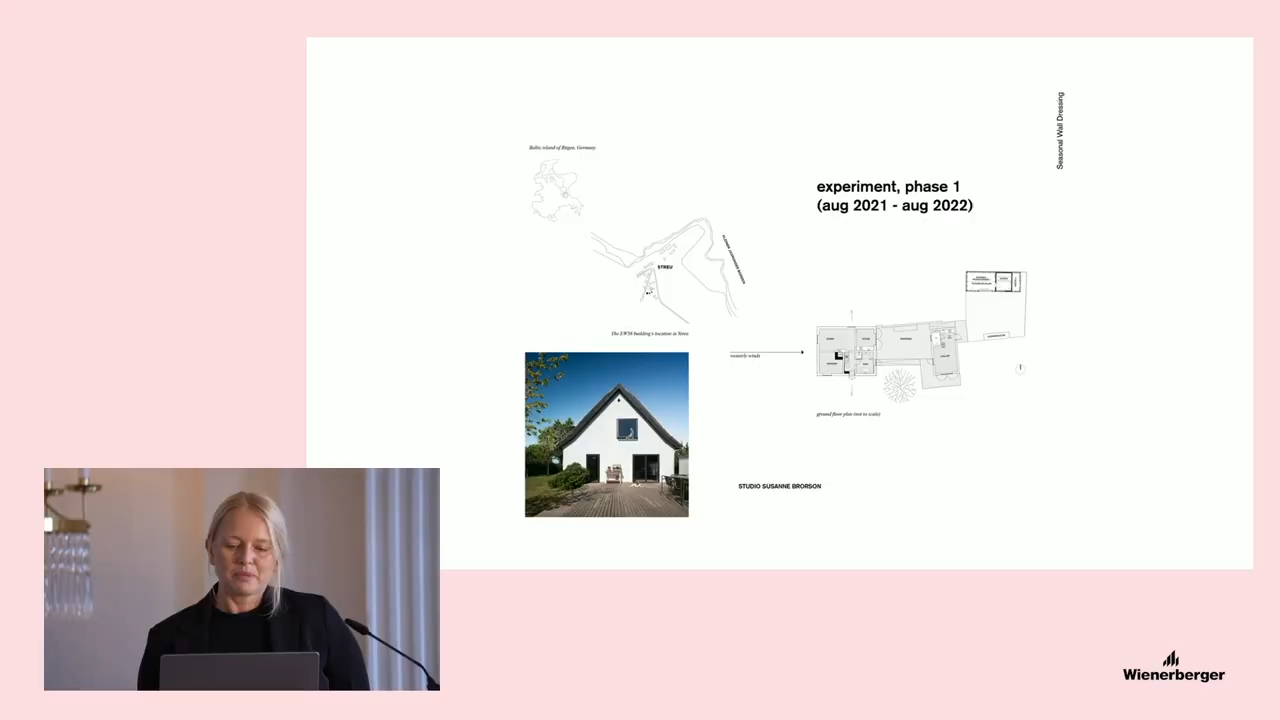 Seasonal Wall Dressing
Baltic island of Rügen, Germany
experiment, phase 1
(aug 2021 - aug 2022)
STREU
The EWH building's location in Streu
westerly winds
ground floor plan (not to scale)
STUDIO SUSANNE BRORSON
Wienerberger